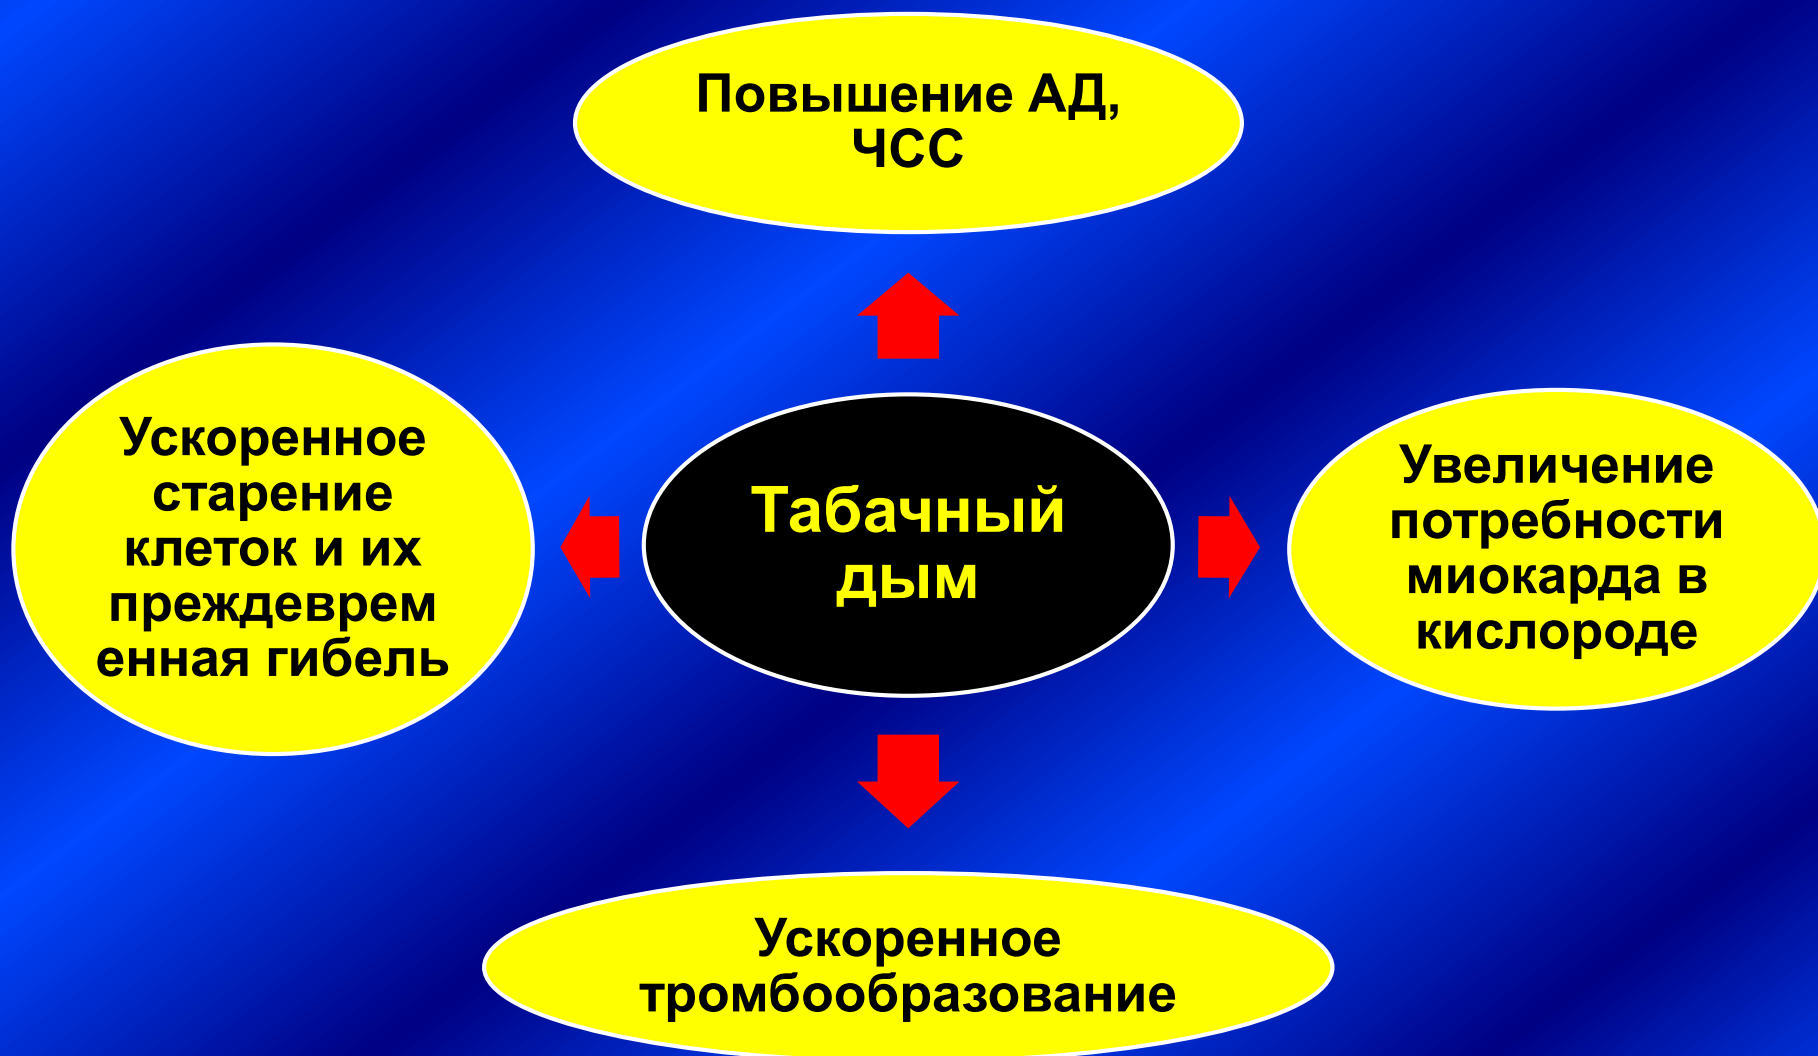 Повышение АД,
ЧСС
Ускоренное
старение
клеток и их
преждеврем
енная гибель
Табачный
дым
Увеличение
потребности
миокарда в
кислороде
Ускоренное
тромбообразование